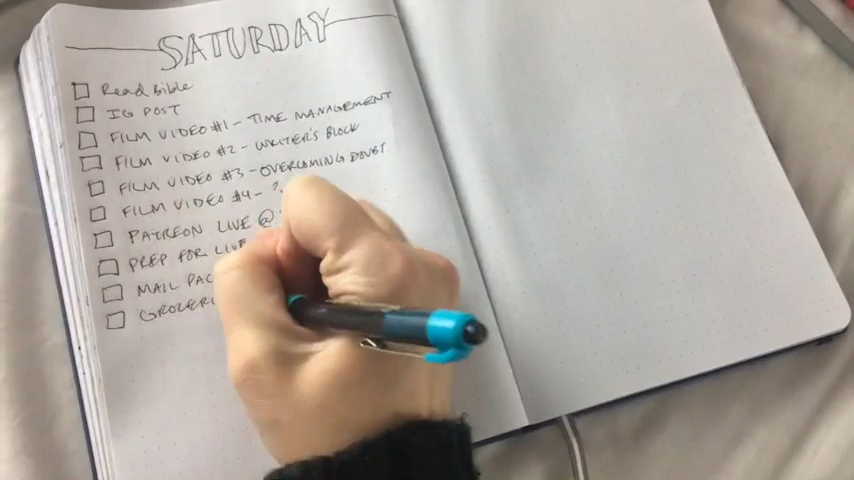 SATURDAY
Read Bible
IG POST
FILM VIDEO #1 - TIME MANAGEMENT
FILM VIDEO #2 - WRITER'S BLOCK
FILM VIDEO #3 - OVERCOMING DOUBT
FILM VIDEO #4 - ?
PATREON LIVE @
PREP FOR LIVE
MAIL